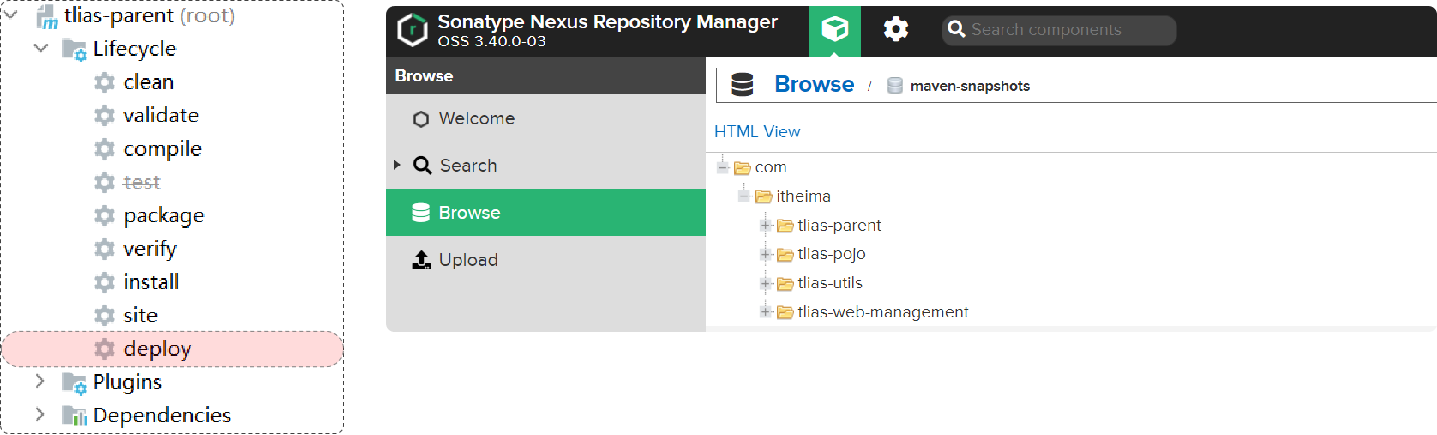 tlias-parent (root)
Lifecycle
clean
validate
compile
test
package
verify
install
site
deploy
Plugins
Dependencies
Sonatype Nexus Repository Manager
OSS 3.40.0-03
Search components
Browse
Welcome
Search
Browse
Upload
Browse / maven-snapshots
HTML View
com
itheima
tlias-parent
tlias-pojo
tlias-utils
tlias-web-management